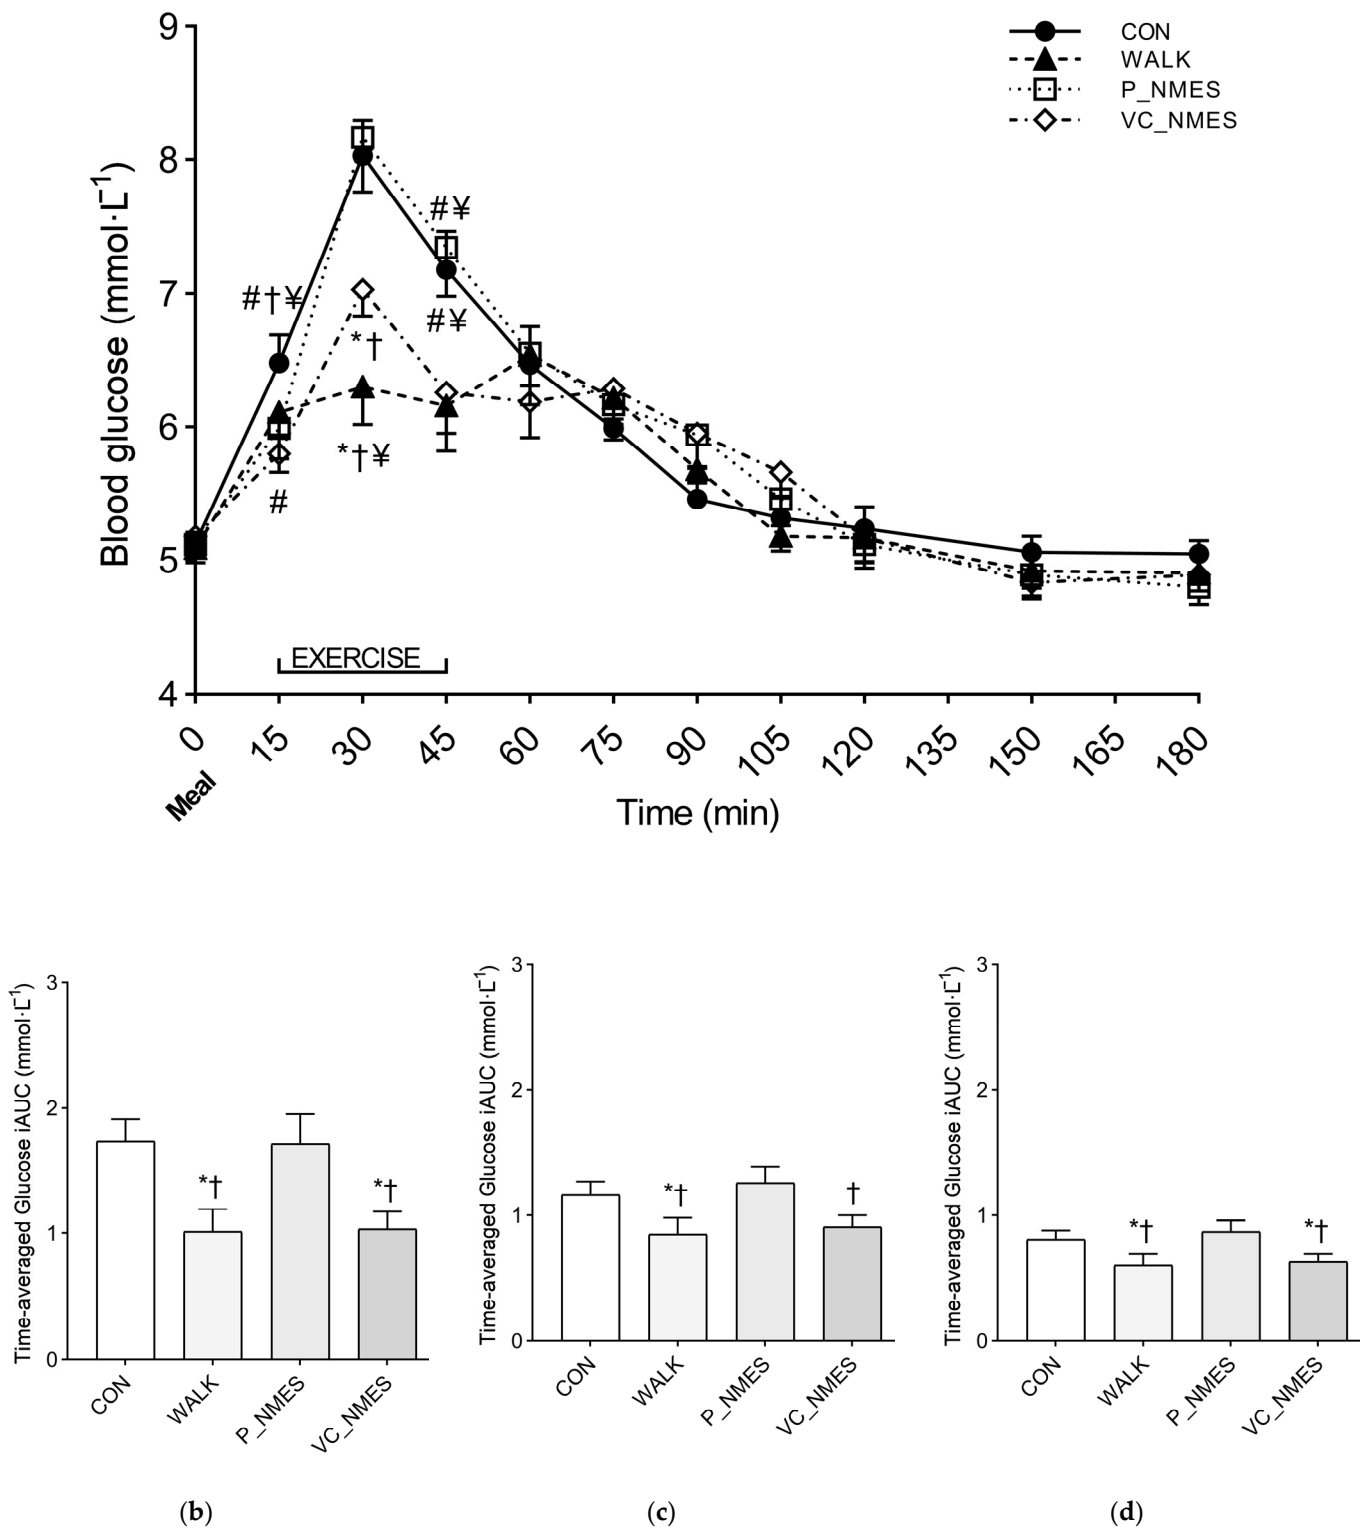 9
8
7
6
5
4
Blood glucose (mmol·L⁻¹)
CON
WALK
P_NMES
VC_NMES
#¥
#†¥
#¥
*†
*†¥
#
EXERCISE
0 15 30 45 60 75 90 105 120 135 150 165 180
Meal
Time (min)
Time-averaged Glucose iAUC (mmol·L⁻¹)
3
2
1
0
*† *†
CON WALK P_NMES VC_NMES
(b)
Time-averaged Glucose iAUC (mmol·L⁻¹)
3
2
1
0
*† †
CON WALK P_NMES VC_NMES
(c)
Time-averaged Glucose iAUC (mmol·L⁻¹)
3
2
1
0
*† *†
CON WALK P_NMES VC_NMES
(d)